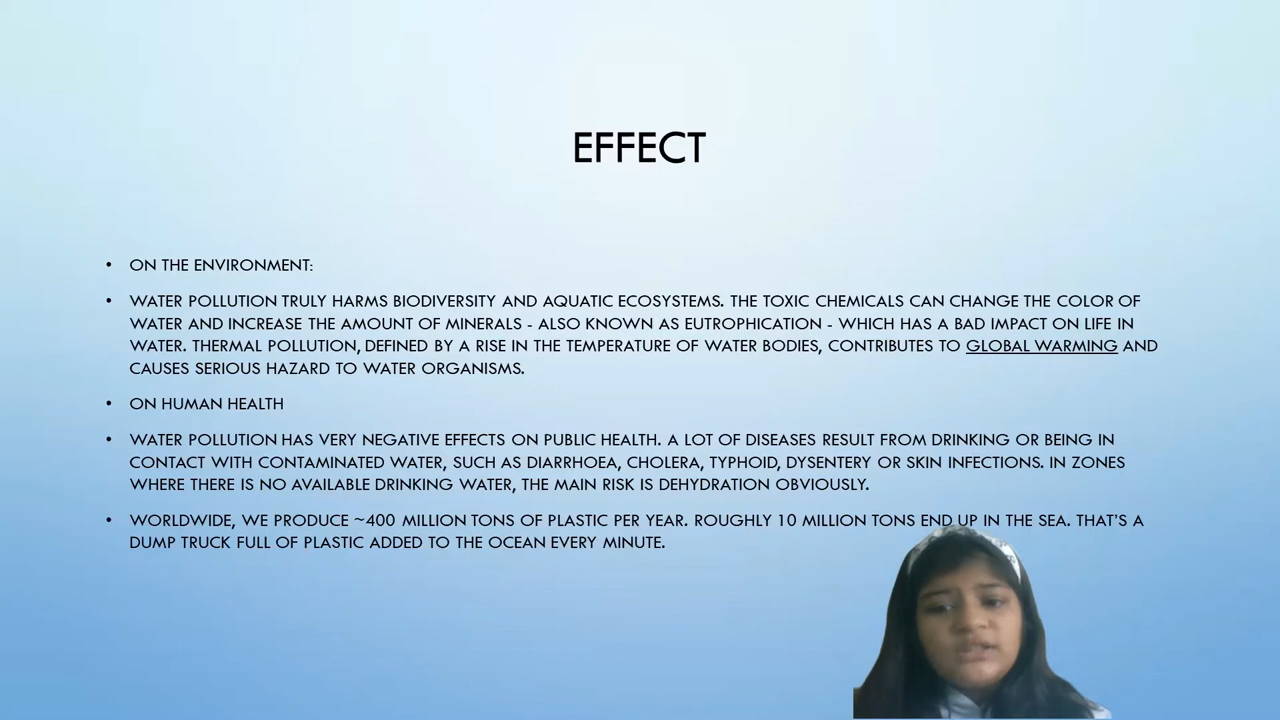 EFFECT
• ON THE ENVIRONMENT:
• WATER POLLUTION TRULY HARMS BIODIVERSITY AND AQUATIC ECOSYSTEMS. THE TOXIC CHEMICALS CAN CHANGE THE COLOR OF
WATER AND INCREASE THE AMOUNT OF MINERALS - ALSO KNOWN AS EUTROPHICATION - WHICH HAS A BAD IMPACT ON LIFE IN
WATER. THERMAL POLLUTION, DEFINED BY A RISE IN THE TEMPERATURE OF WATER BODIES, CONTRIBUTES TO GLOBAL WARMING AND
CAUSES SERIOUS HAZARD TO WATER ORGANISMS.
• ON HUMAN HEALTH
• WATER POLLUTION HAS VERY NEGATIVE EFFECTS ON PUBLIC HEALTH. A LOT OF DISEASES RESULT FROM DRINKING OR BEING IN
CONTACT WITH CONTAMINATED WATER, SUCH AS DIARRHOEA, CHOLERA, TYPHOID, DYSENTERY OR SKIN INFECTIONS. IN ZONES
WHERE THERE IS NO AVAILABLE DRINKING WATER, THE MAIN RISK IS DEHYDRATION OBVIOUSLY.
• WORLDWIDE, WE PRODUCE ~400 MILLION TONS OF PLASTIC PER YEAR. ROUGHLY 10 MILLION TONS END UP IN THE SEA. THAT'S A
DUMP TRUCK FULL OF PLASTIC ADDED TO THE OCEAN EVERY MINUTE.